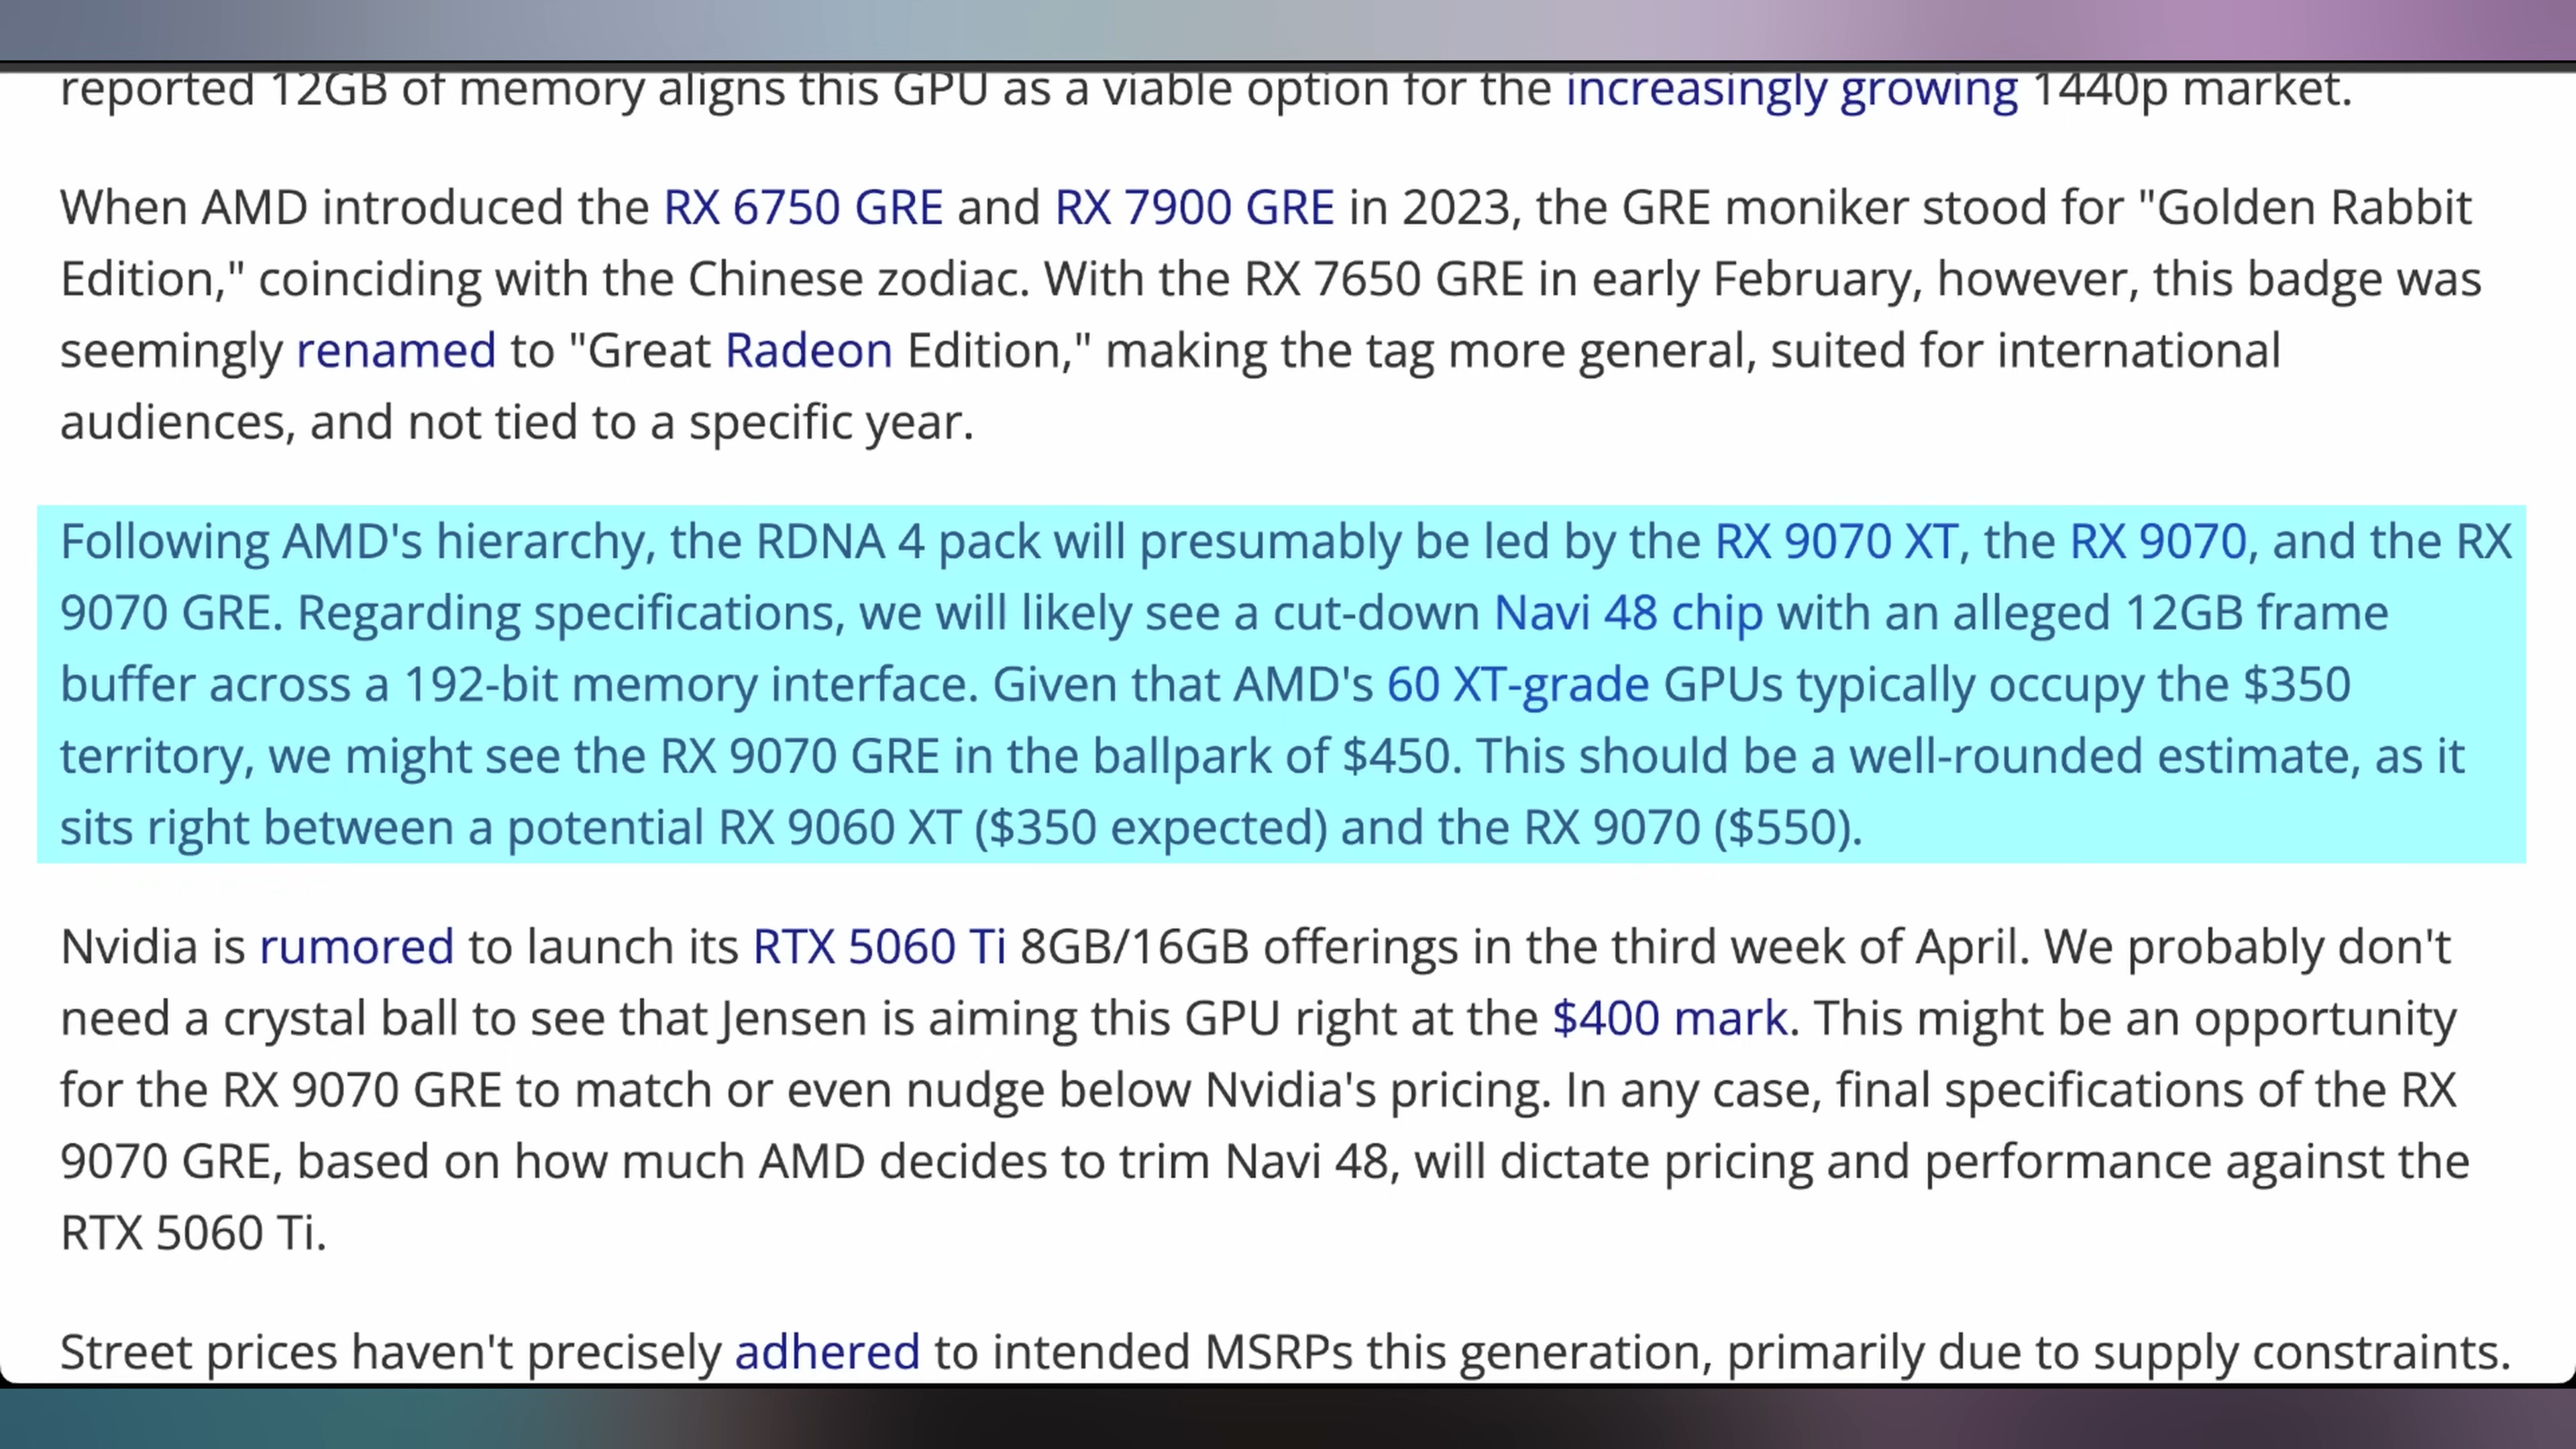 reported 12GB of memory aligns this GPU as a viable option for the increasingly growing 1440p market.
When AMD introduced the RX 6750 GRE and RX 7900 GRE in 2023, the GRE moniker stood for "Golden Rabbit
Edition," coinciding with the Chinese zodiac. With the RX 7650 GRE in early February, however, this badge was
seemingly renamed to "Great Radeon Edition," making the tag more general, suited for international
audiences, and not tied to a specific year.
Following AMD's hierarchy, the RDNA 4 pack will presumably be led by the RX 9070 XT, the RX 9070, and the RX
9070 GRE. Regarding specifications, we will likely see a cut-down Navi 48 chip with an alleged 12GB frame
buffer across a 192-bit memory interface. Given that AMD's 60 XT-grade GPUs typically occupy the $350
territory, we might see the RX 9070 GRE in the ballpark of $450. This should be a well-rounded estimate, as it
sits right between a potential RX 9060 XT ($350 expected) and the RX 9070 ($550).
Nvidia is rumored to launch its RTX 5060 Ti 8GB/16GB offerings in the third week of April. We probably don't
need a crystal ball to see that Jensen is aiming this GPU right at the $400 mark. This might be an opportunity
for the RX 9070 GRE to match or even nudge below Nvidia's pricing. In any case, final specifications of the RX
9070 GRE, based on how much AMD decides to trim Navi 48, will dictate pricing and performance against the
RTX 5060 Ti.
Street prices haven't precisely adhered to intended MSRPs this generation, primarily due to supply constraints.